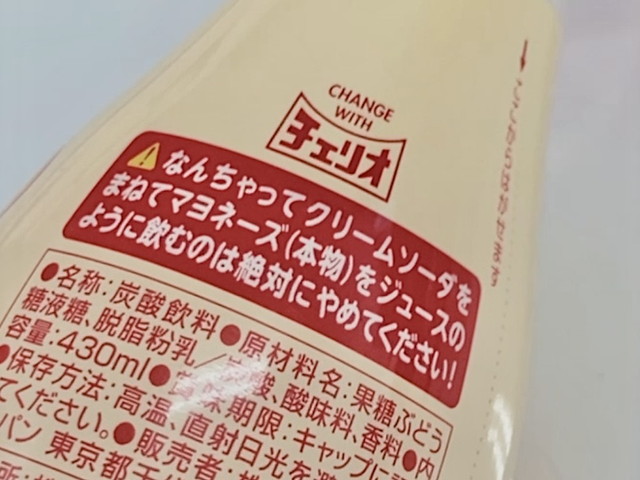 CHANGE
WITH
チェリオ
なんちゃってクリームソーダを
まねてマヨネーズ(本物)をジュースの
ように飲むのは絶対にやめてください!
●名称:炭酸飲料●原材料名:果糖ぶどう
糖液糖、脱脂粉乳/炭酸、酸味料、香料●内
容量:430ml●賞味期限:キャップに
●保存方法:高温、直射日光を
てください。●販売者:
パン 東京都千代